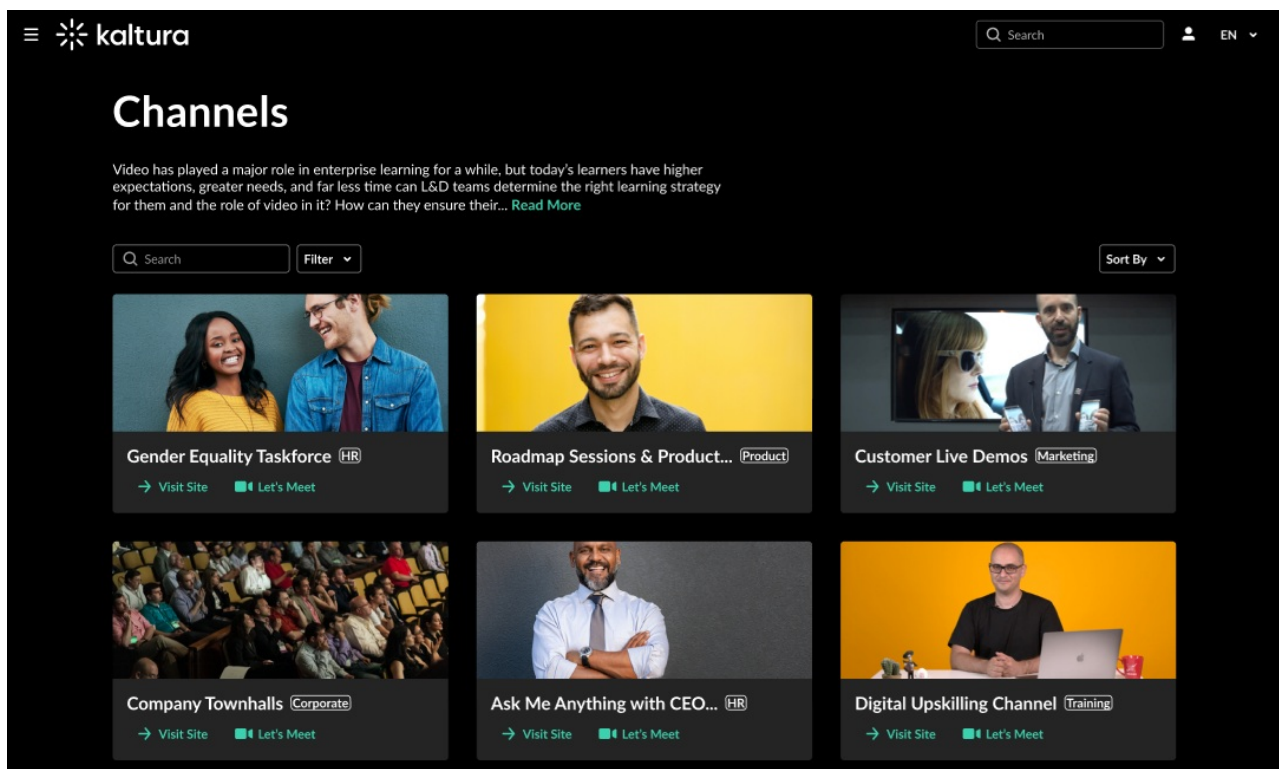 kaltura
Search
EN
Channels
Video has played a major role in enterprise learning for a while, but today's learners have higher
expectations, greater needs, and far less time can L&D teams determine the right learning strategy
for them and the role of video in it? How can they ensure their... Read More
Search
Filter
Sort By
Gender Equality Taskforce HR
Visit Site Let's Meet
Roadmap Sessions & Product... Product
Visit Site Let's Meet
Customer Live Demos Marketing
Visit Site Let's Meet
Company Townhalls Corporate
Visit Site Let's Meet
Ask Me Anything with CEO... HR
Visit Site Let's Meet
Digital Upskilling Channel Training
Visit Site Let's Meet